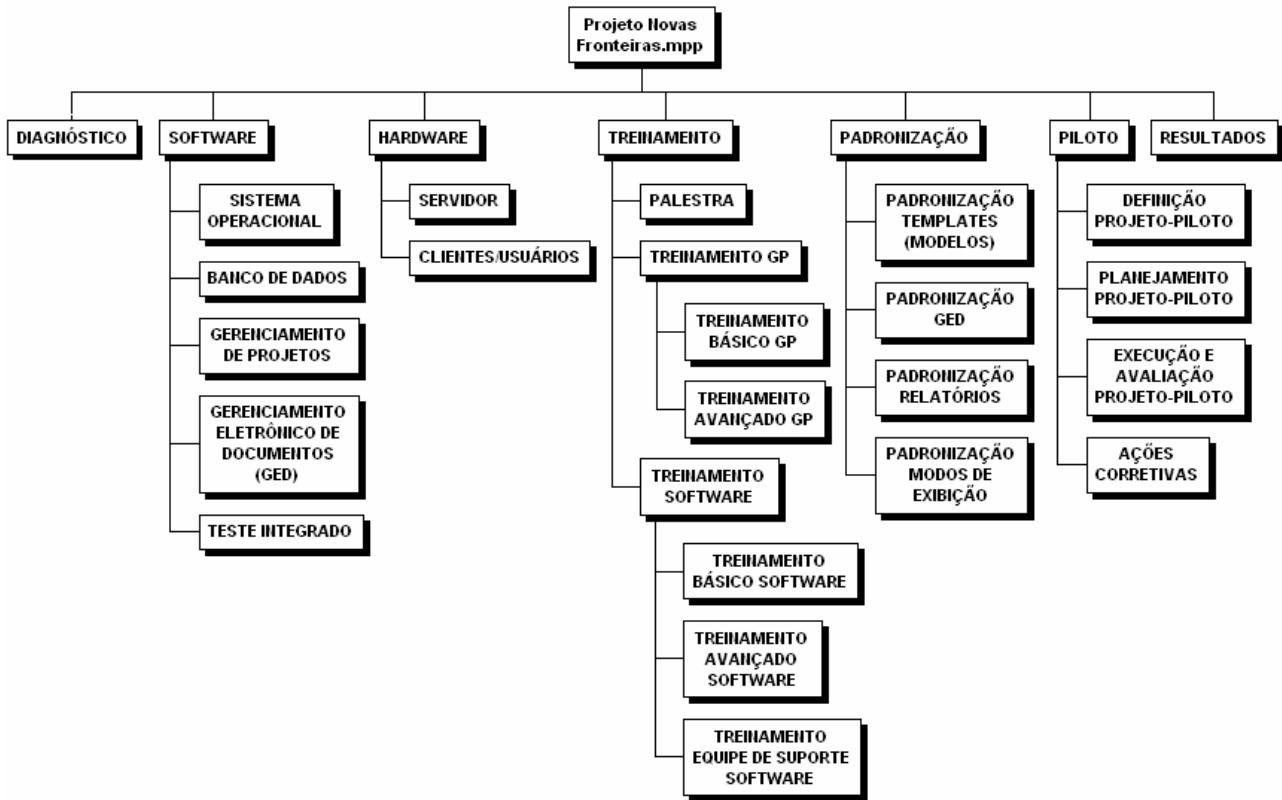 Projeto Novas
Fronteiras.mpp
DIAGNÓSTICO
SOFTWARE
HARDWARE
TREINAMENTO
PADRONIZAÇÃO
PILOTO
RESULTADOS
SISTEMA
OPERACIONAL
BANCO DE DADOS
GERENCIAMENTO
DE PROJETOS
GERENCIAMENTO
ELETRÔNICO DE
DOCUMENTOS
(GED)
TESTE INTEGRADO
SERVIDOR
CLIENTES/USUÁRIOS
PALESTRA
TREINAMENTO GP
TREINAMENTO
BÁSICO GP
TREINAMENTO
AVANÇADO GP
TREINAMENTO
SOFTWARE
TREINAMENTO
BÁSICO SOFTWARE
TREINAMENTO
AVANÇADO
SOFTWARE
TREINAMENTO
EQUIPE DE SUPORTE
SOFTWARE
PADRONIZAÇÃO
TEMPLATES
(MODELOS)
PADRONIZAÇÃO
GED
PADRONIZAÇÃO
RELATÓRIOS
PADRONIZAÇÃO
MODOS DE
EXIBIÇÃO
DEFINIÇÃO
PROJETO-PILOTO
PLANEJAMENTO
PROJETO-PILOTO
EXECUÇÃO E
AVALIAÇÃO
PROJETO-PILOTO
AÇÕES
CORRETIVAS